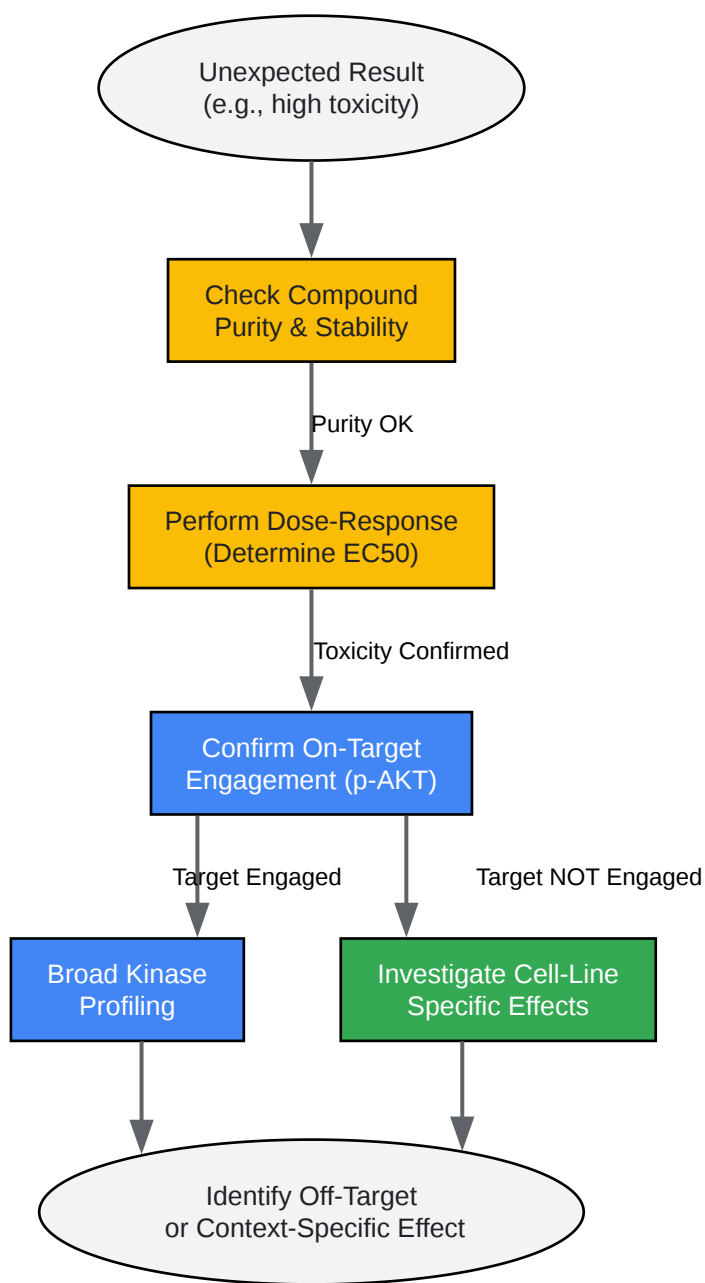 Unexpected Result
(e.g., high toxicity)
Check Compound
Purity & Stability
Purity OK
Perform Dose-Response
(Determine EC50)
Toxicity Confirmed
Confirm On-Target
Engagement (p-AKT)
Target Engaged
Target NOT Engaged
Broad Kinase
Profiling
Investigate Cell-Line
Specific Effects
Identify Off-Target
or Context-Specific Effect